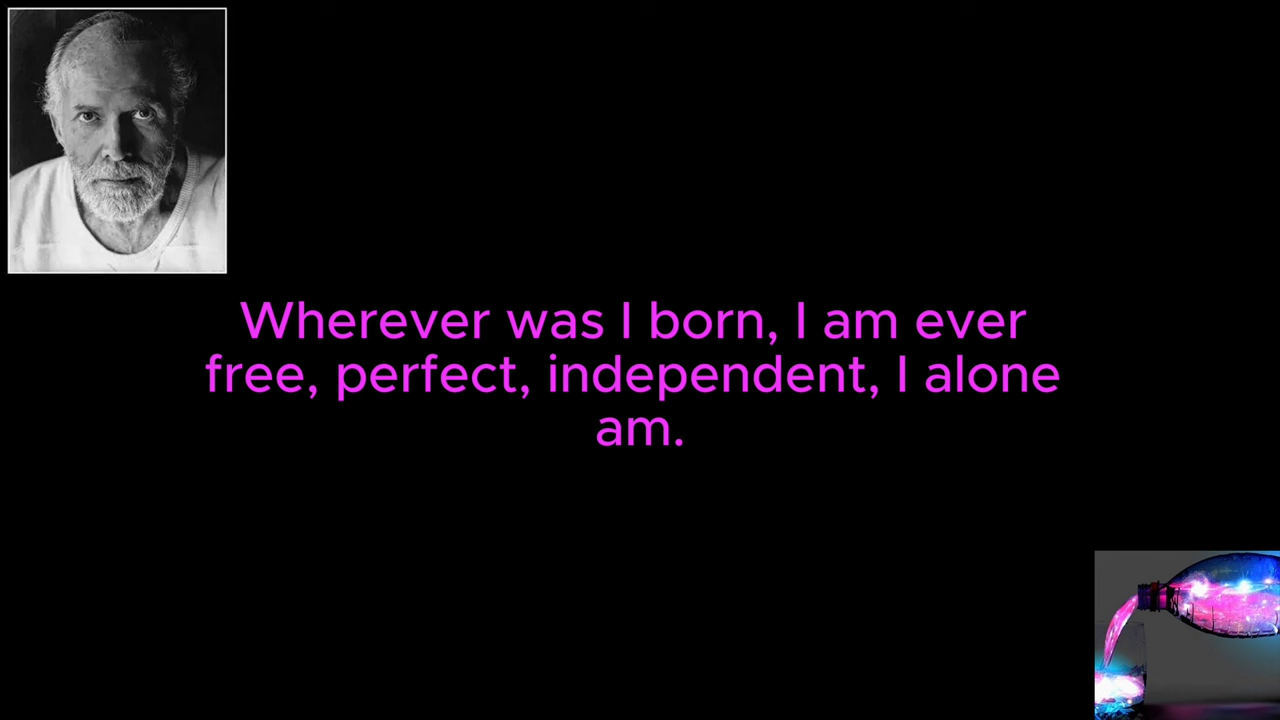 Wherever was I born, I am ever
free, perfect, independent, I alone
am.